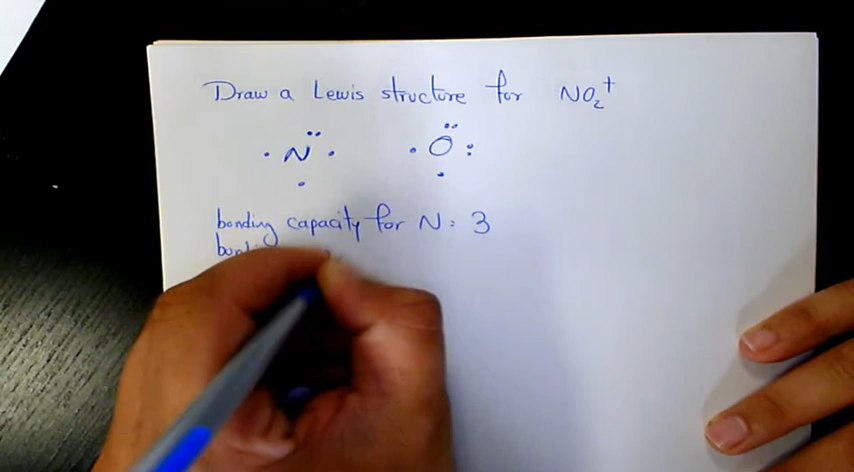 Draw a Lewis structure for NO₂⁺
N O
bonding capacity for N: 3